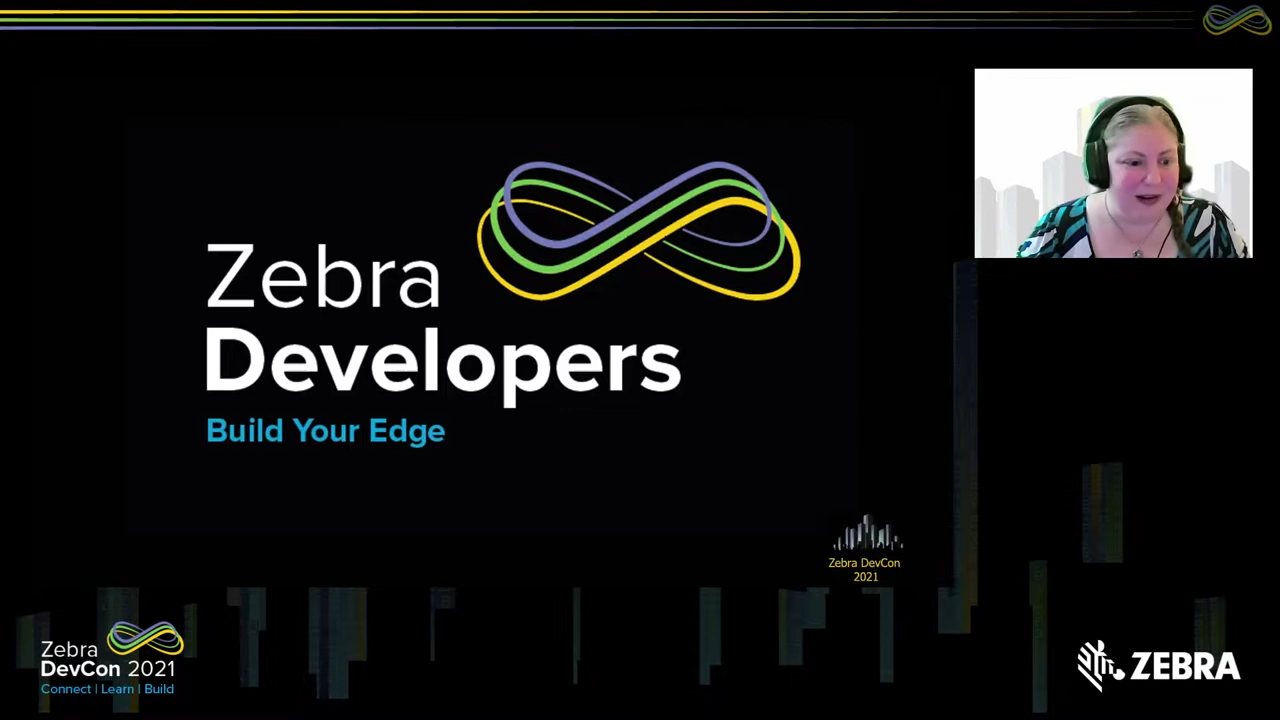 Zebra
Developers
Build Your Edge
Zebra DevCon
2021
Zebra
DevCon 2021
Connect | Learn | Build
ZEBRA